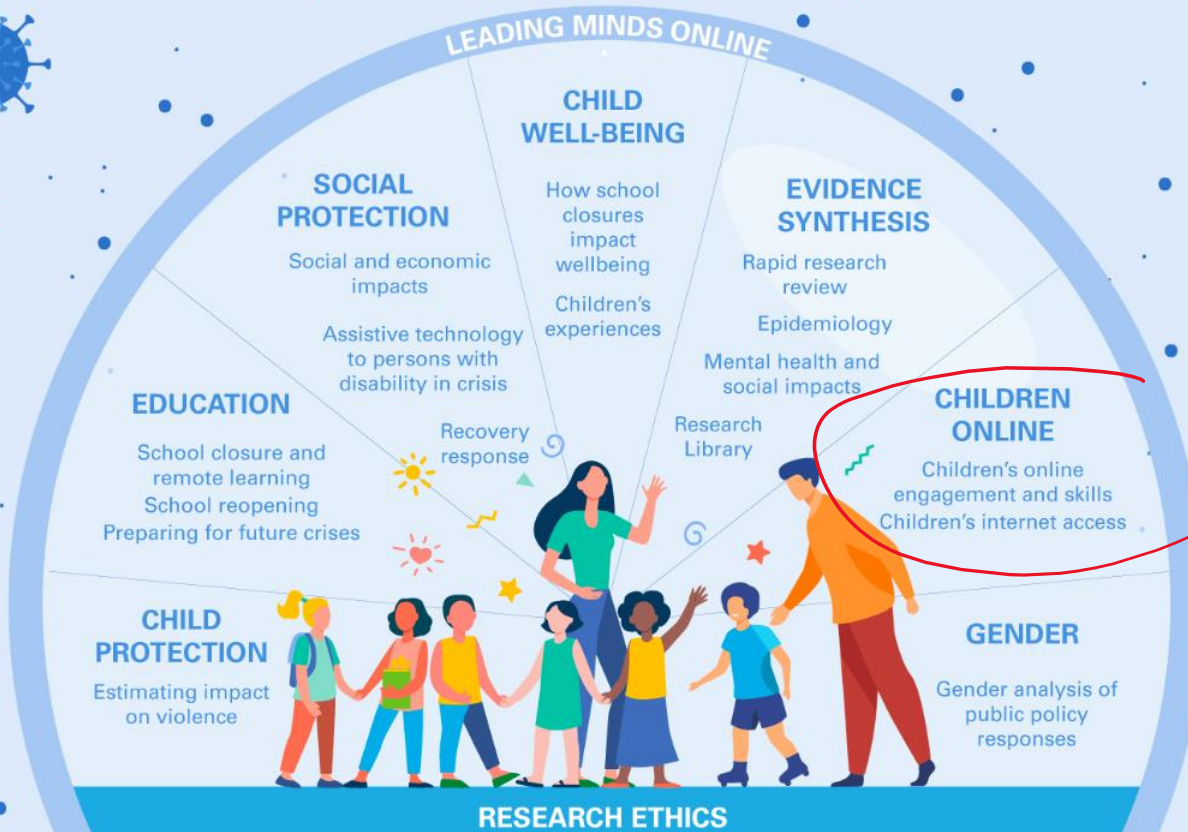 LEADING MINDS ONLINE
CHILD
WELL-BEING
How school
closures
impact
wellbeing
Children's
experiences
SOCIAL
PROTECTION
Social and economic
impacts
Assistive technology
to persons with
disability in crisis
Recovery
response
EVIDENCE
SYNTHESIS
Rapid research
review
Epidemiology
Mental health and
social impacts
Research
Library
EDUCATION
School closure and
remote learning
School reopening
Preparing for future crises
CHILDREN
ONLINE
Children's online
engagement and skills
Children's internet access
CHILD
PROTECTION
Estimating impact
on violence
GENDER
Gender analysis of
public policy
responses
RESEARCH ETHICS